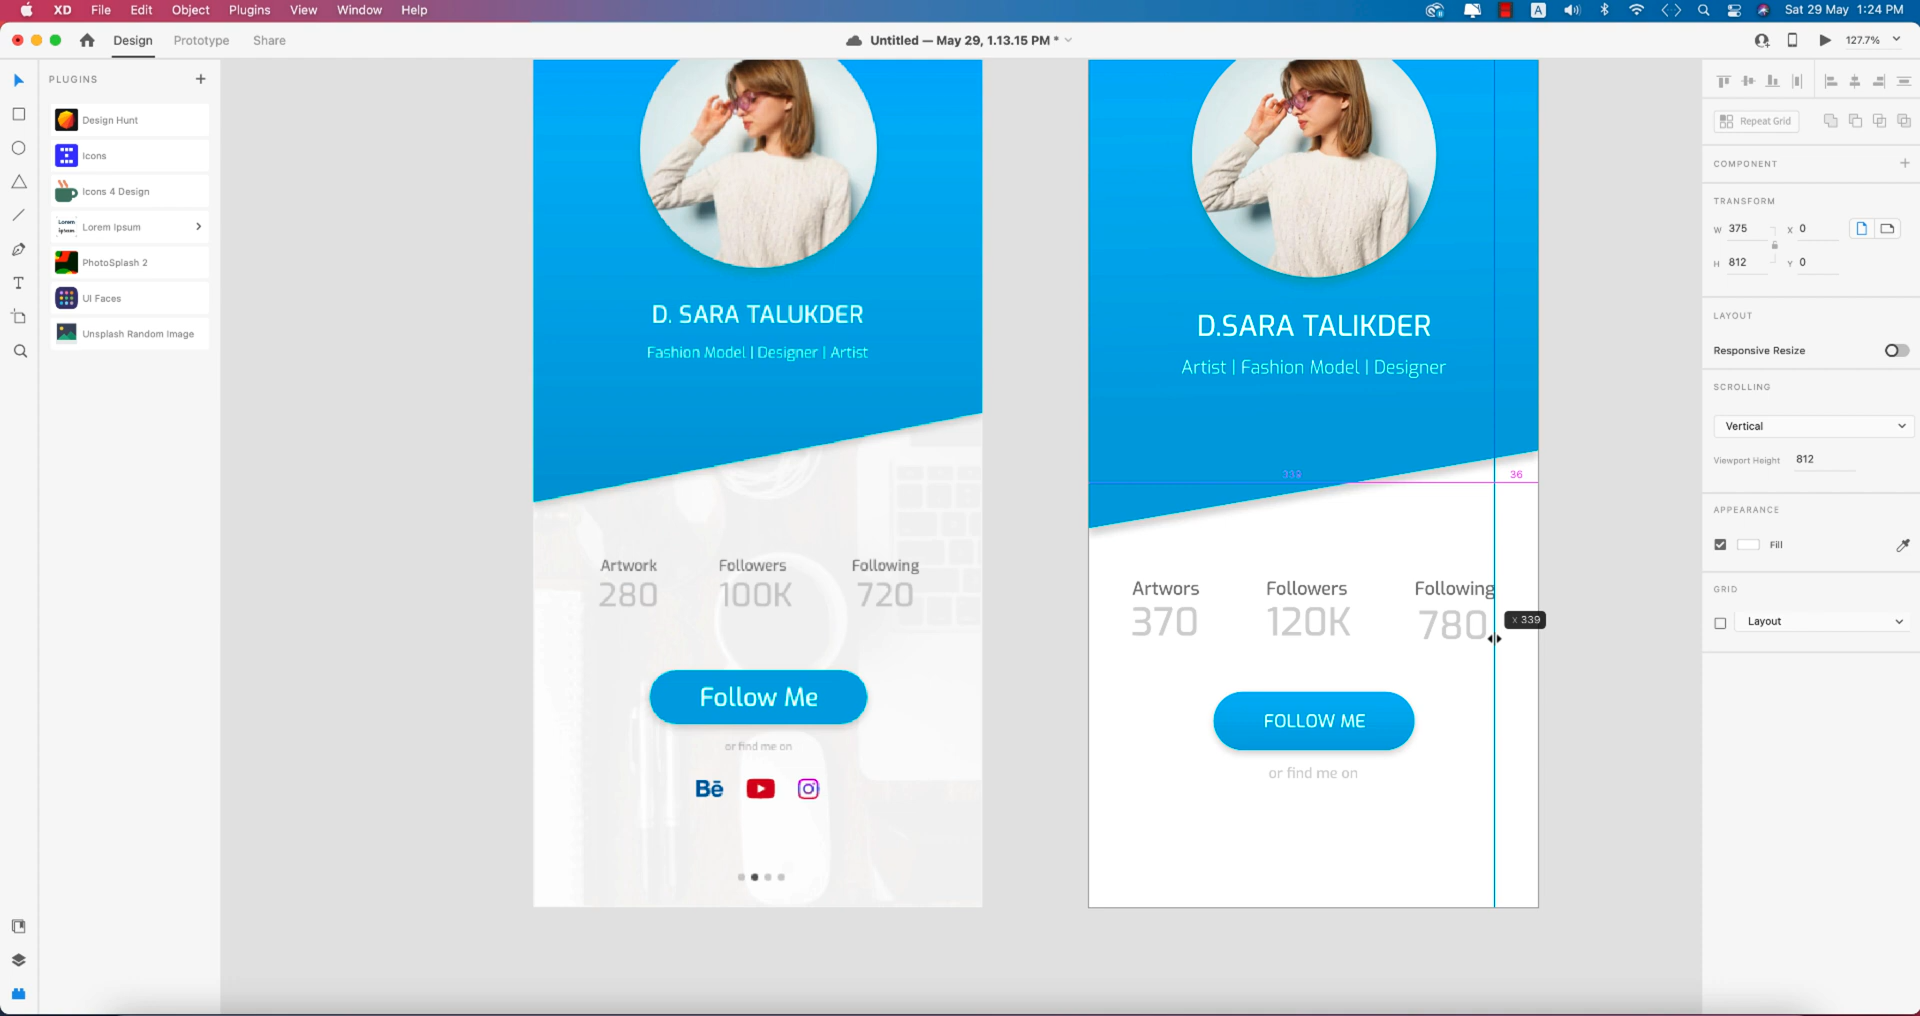 XD File Edit Object Plugins View Window Help
A Sat 29 May 1:24 PM
Design Prototype Share
Untitled — May 29, 1.13.15 PM *
127.7%
PLUGINS
Design Hunt
Icons
Icons 4 Design
Lorem Ipsum
Lorem Ipsum
PhotoSplash 2
UI Faces
Unsplash Random Image
D. SARA TALUKDER
Fashion Model | Designer | Artist
Artwork Followers Following
280 100K 720
Follow Me
or find me on
Bē
D.SARA TALIKDER
Artist | Fashion Model | Designer
339 36
Artwors Followers Following
370 120K 780
X 339
FOLLOW ME
or find me on
Repeat Grid
COMPONENT
TRANSFORM
W 375 X 0
H 812 Y 0
LAYOUT
Responsive Resize
SCROLLING
Vertical
Viewport Height 812
APPEARANCE
Fill
GRID
Layout